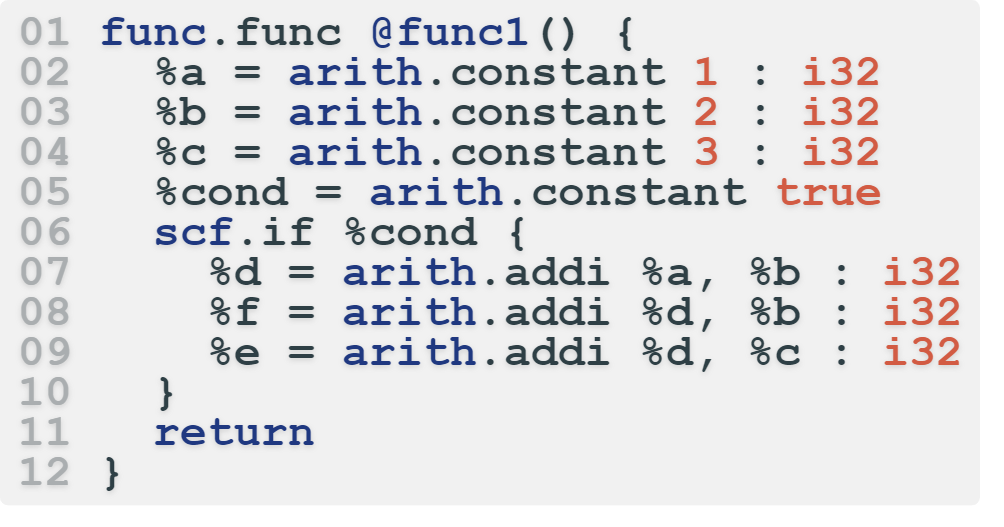 01 func.func @func1() {
02   %a = arith.constant 1 : i32
03   %b = arith.constant 2 : i32
04   %c = arith.constant 3 : i32
05   %cond = arith.constant true
06   scf.if %cond {
07     %d = arith.addi %a, %b : i32
08     %f = arith.addi %d, %b : i32
09     %e = arith.addi %d, %c : i32
10   }
11   return
12 }